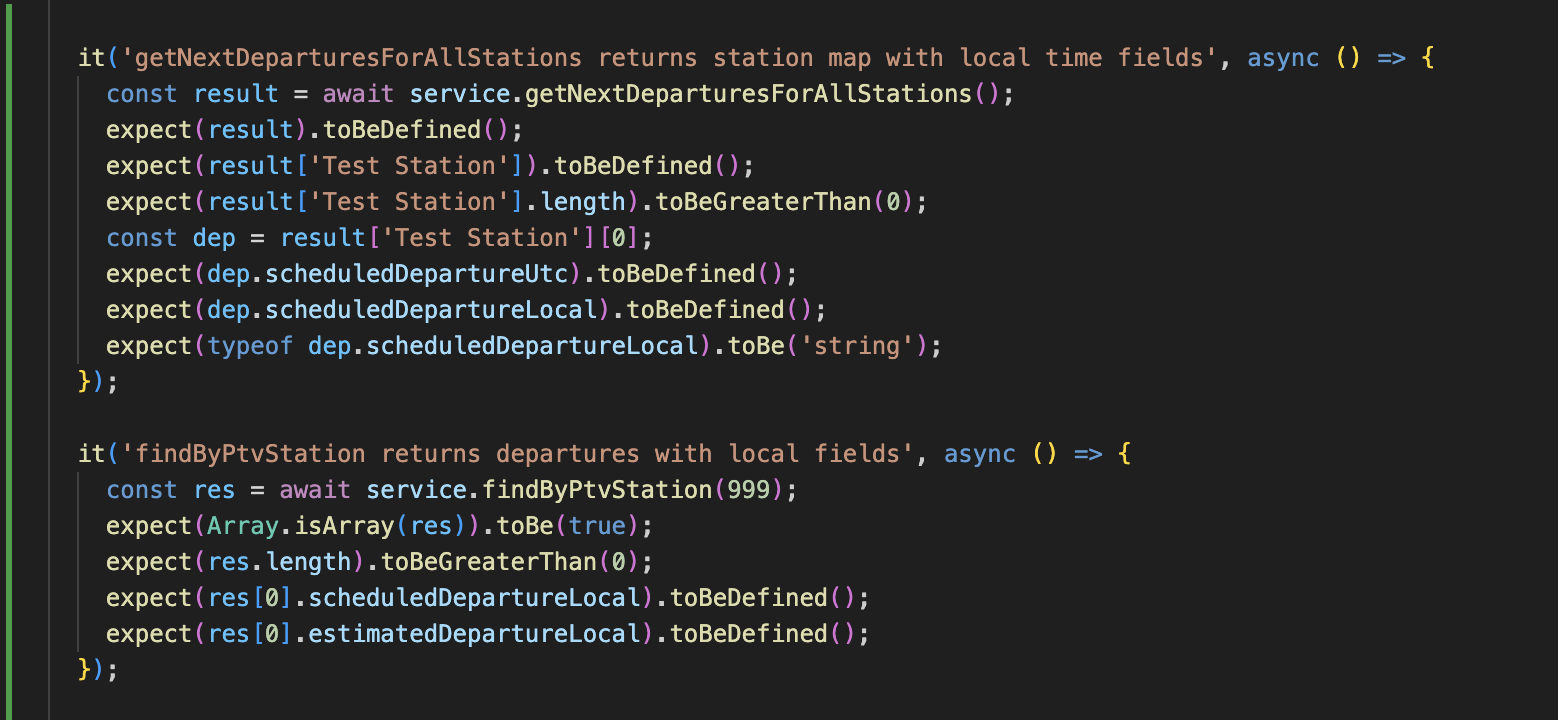 it('getNextDeparturesForAllStations returns station map with local time fields', async () => {
const result = await service.getNextDeparturesForAllStations();
expect(result).toBeDefined();
expect(result['Test Station']).toBeDefined();
expect(result['Test Station'].length).toBeGreaterThan(0);
const dep = result['Test Station'][0];
expect(dep.scheduledDepartureUtc).toBeDefined();
expect(dep.scheduledDepartureLocal).toBeDefined();
expect(typeof dep.scheduledDepartureLocal).toBe('string');
});
it('findByPtvStation returns departures with local fields', async () => {
const res = await service.findByPtvStation(999);
expect(Array.isArray(res)).toBe(true);
expect(res.length).toBeGreaterThan(0);
expect(res[0].scheduledDepartureLocal).toBeDefined();
expect(res[0].estimatedDepartureLocal).toBeDefined();
});